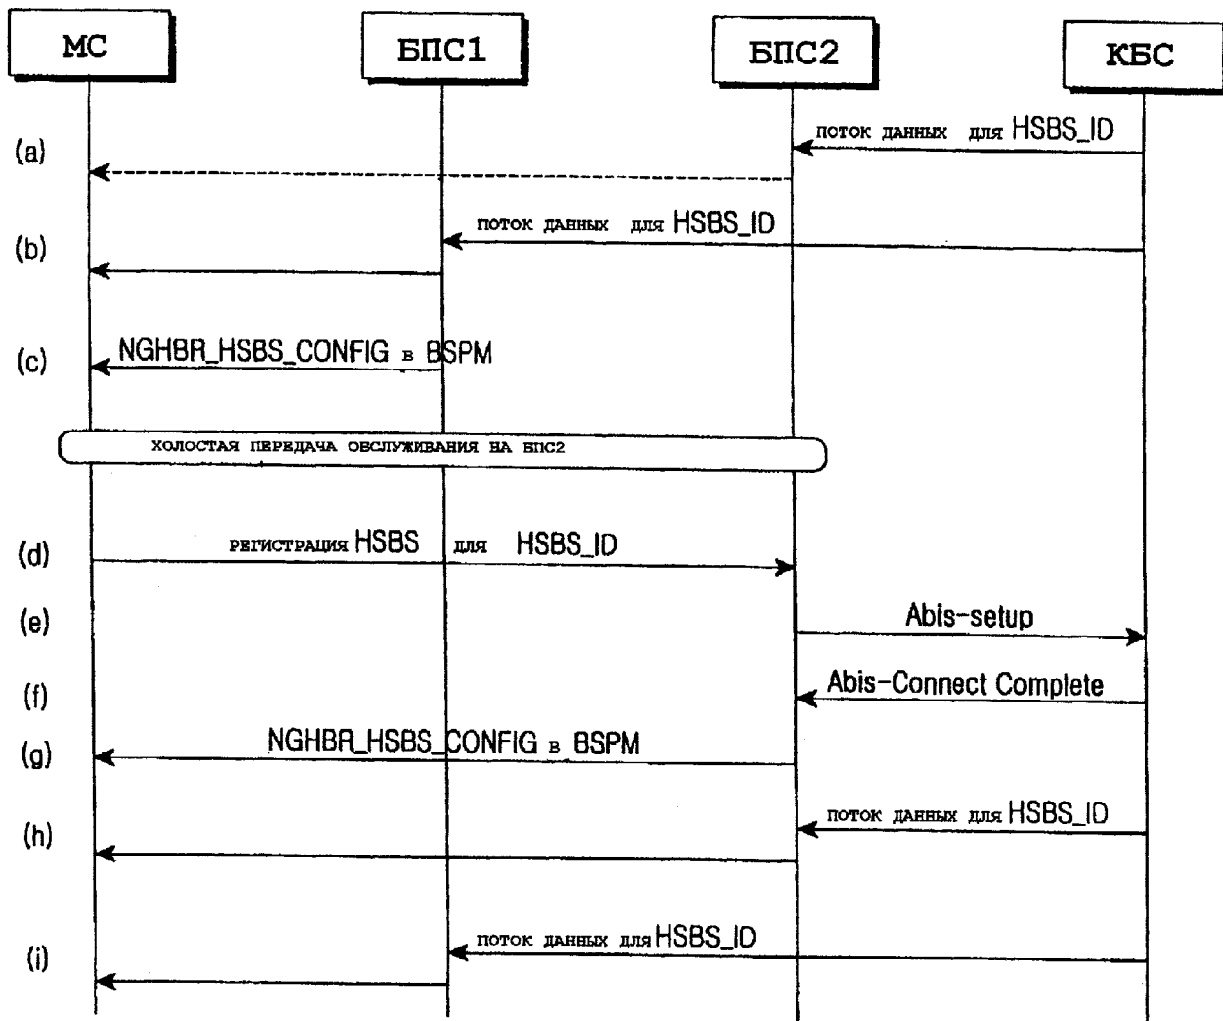 МС БПС1 БПС2 КБС
поток данных для HSBS_ID
(a)
поток данных для HSBS_ID
(b)
NGHBR_HSBS_CONFIG в BSPM
(c)
ХОЛОСТАЯ ПЕРЕДАЧА ОБСЛУЖИВАНИЯ НА БПС2
РЕГИСТРАЦИЯ HSBS для HSBS_ID
(d)
Abis-setup
(e)
Abis-Connect Complete
(f)
NGHBR_HSBS_CONFIG в BSPM
(g)
поток данных для HSBS_ID
(h)
поток данных для HSBS_ID
(i)